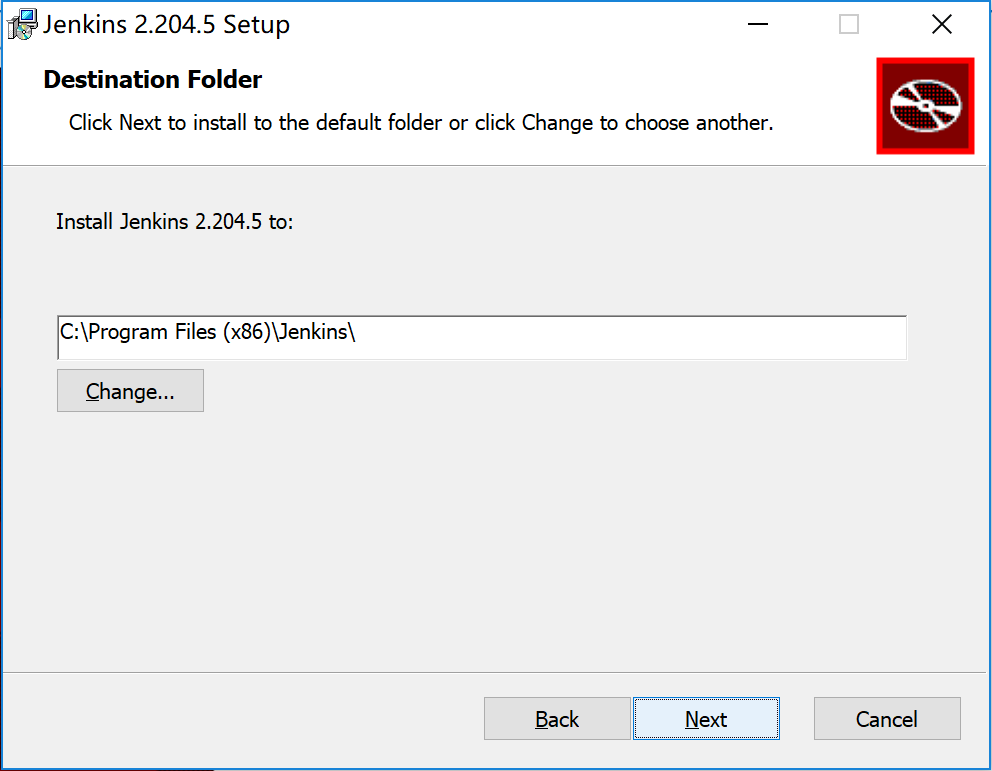 Jenkins 2.204.5 Setup
Destination Folder
Click Next to install to the default folder or click Change to choose another.
Install Jenkins 2.204.5 to:
C:\Program Files (x86)\Jenkins\
Change...
Back Next Cancel